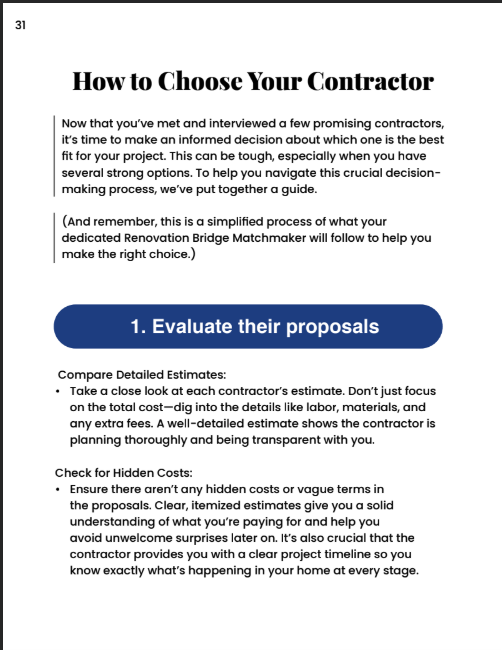 31
How to Choose Your Contractor
Now that you’ve met and interviewed a few promising contractors,
it’s time to make an informed decision about which one is the best
fit for your project. This can be tough, especially when you have
several strong options. To help you navigate this crucial decision-
making process, we’ve put together a guide.
(And remember, this is a simplified process of what your
dedicated Renovation Bridge Matchmaker will follow to help you
make the right choice.)
1. Evaluate their proposals
Compare Detailed Estimates:
• Take a close look at each contractor’s estimate. Don’t just focus
on the total cost—dig into the details like labor, materials, and
any extra fees. A well-detailed estimate shows the contractor is
planning thoroughly and being transparent with you.
Check for Hidden Costs:
• Ensure there aren’t any hidden costs or vague terms in
the proposals. Clear, itemized estimates give you a solid
understanding of what you’re paying for and help you
avoid unwelcome surprises later on. It’s also crucial that the
contractor provides you with a clear project timeline so you
know exactly what’s happening in your home at every stage.